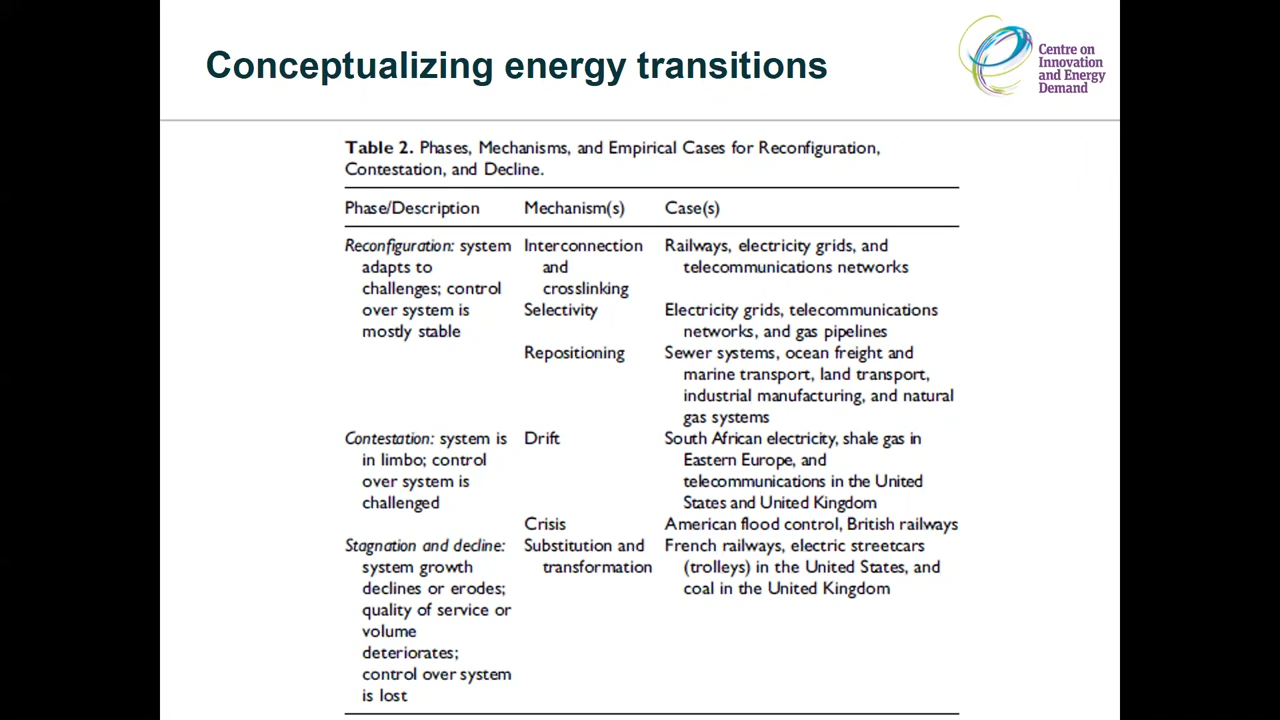 Conceptualizing energy transitions
Centre on
Innovation
and Energy
Demand
Table 2. Phases, Mechanisms, and Empirical Cases for Reconfiguration,
Contestation, and Decline.
Phase/Description Mechanism(s) Case(s)
Reconfiguration: system Interconnection Railways, electricity grids, and
adapts to and telecommunications networks
challenges; control crosslinking
over system is Selectivity Electricity grids, telecommunications
mostly stable networks, and gas pipelines
Repositioning Sewer systems, ocean freight and
marine transport, land transport,
industrial manufacturing, and natural
gas systems
Contestation: system is Drift South African electricity, shale gas in
in limbo; control Eastern Europe, and
over system is telecommunications in the United
challenged States and United Kingdom
Crisis American flood control, British railways
Stagnation and decline: Substitution and French railways, electric streetcars
system growth transformation (trolleys) in the United States, and
declines or erodes; coal in the United Kingdom
quality of service or
volume
deteriorates;
control over system
is lost